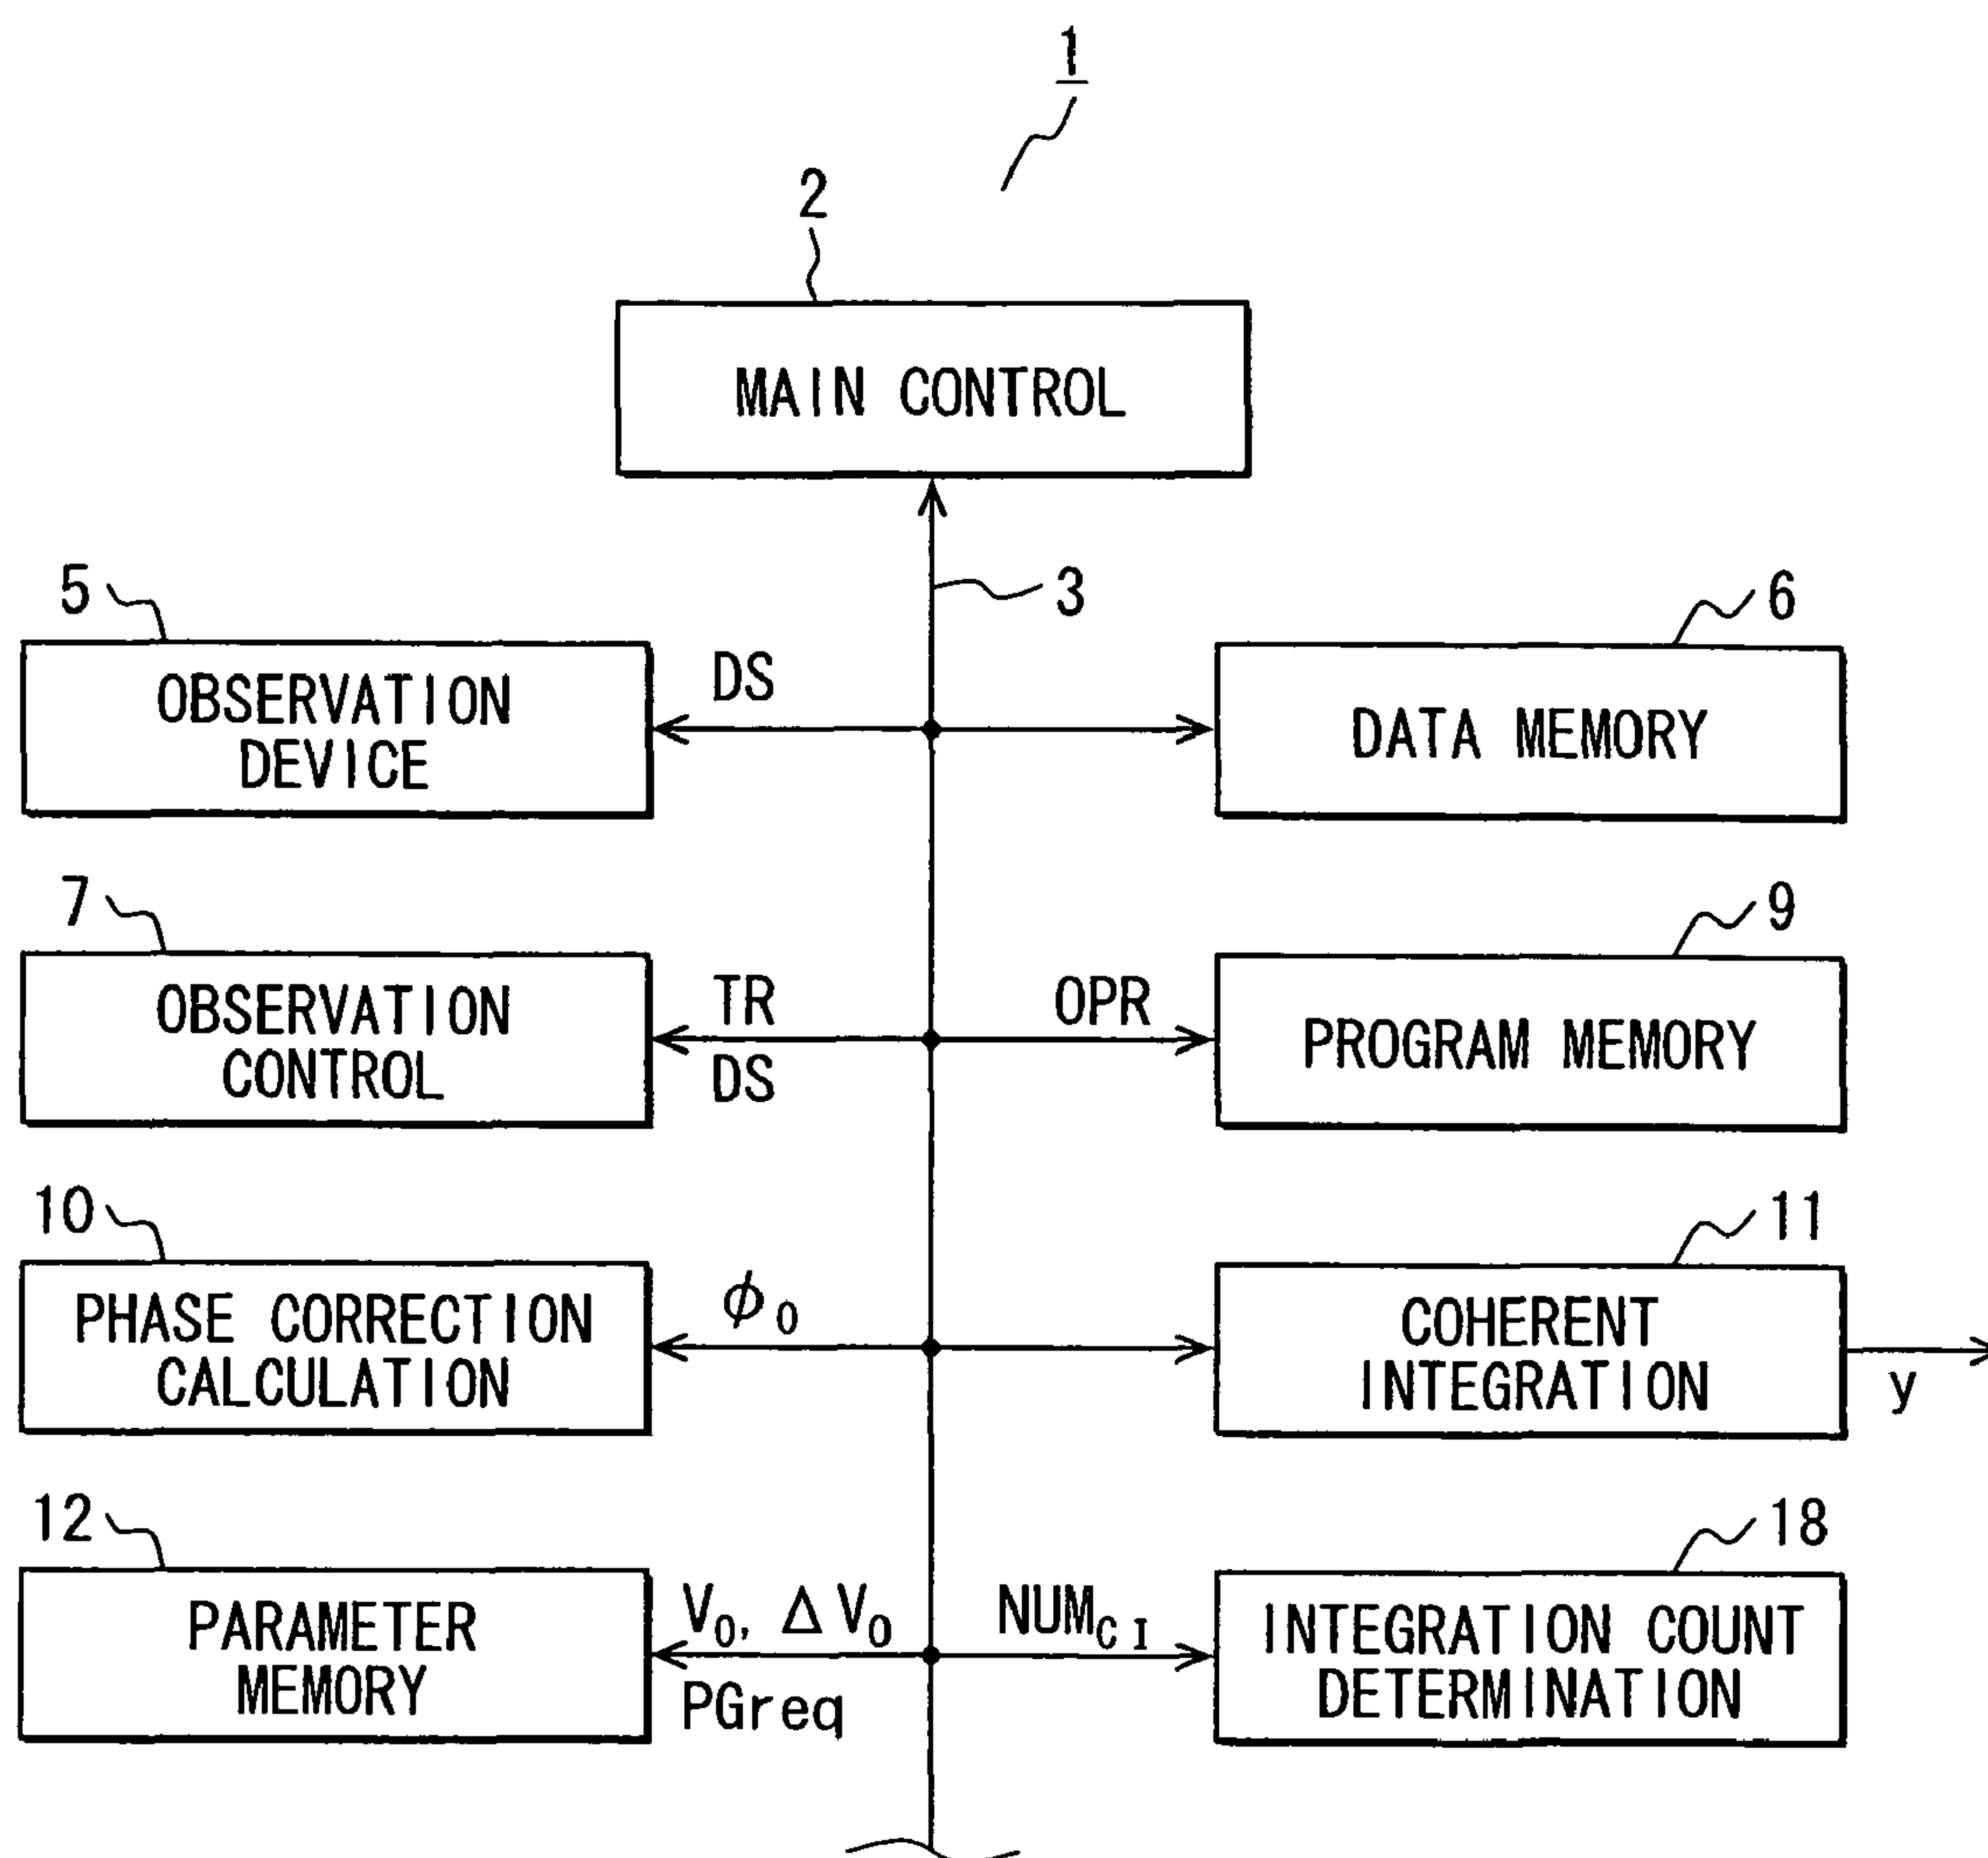 1
2
MAIN CONTROL
3
5
OBSERVATION
DEVICE
DS
6
DATA MEMORY
7
OBSERVATION
CONTROL
TR
DS
OPR
9
PROGRAM MEMORY
10
PHASE CORRECTION
CALCULATION
ϕ0
11
COHERENT
INTEGRATION
y
12
PARAMETER
MEMORY
V0, ΔV0
PGreq
NUMCI
18
INTEGRATION COUNT
DETERMINATION